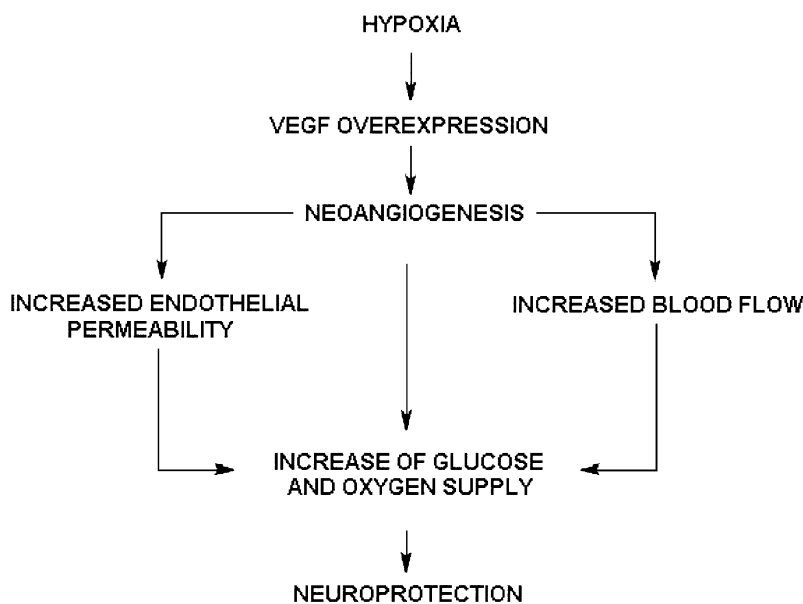 HYPOXIA
VEGF OVEREXPRESSION
NEOANGIOGENESIS
INCREASED ENDOTHELIAL
PERMEABILITY
INCREASED BLOOD FLOW
INCREASE OF GLUCOSE
AND OXYGEN SUPPLY
NEUROPROTECTION